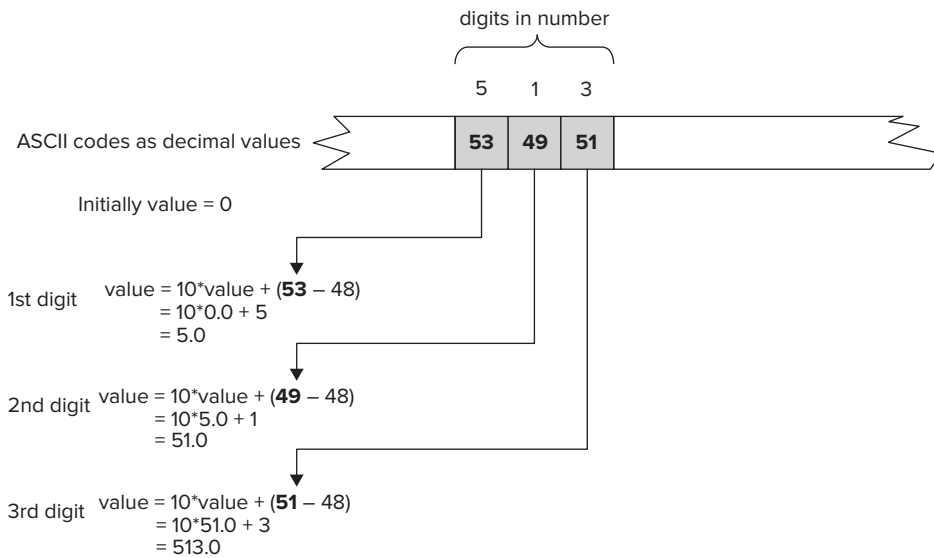 digits in number
5 1 3
ASCII codes as decimal values 53 49 51
Initially value = 0
1st digit value = 10*value + (53 – 48)
= 10*0.0 + 5
= 5.0
2nd digit value = 10*value + (49 – 48)
= 10*5.0 + 1
= 51.0
3rd digit value = 10*value + (51 – 48)
= 10*51.0 + 3
= 513.0